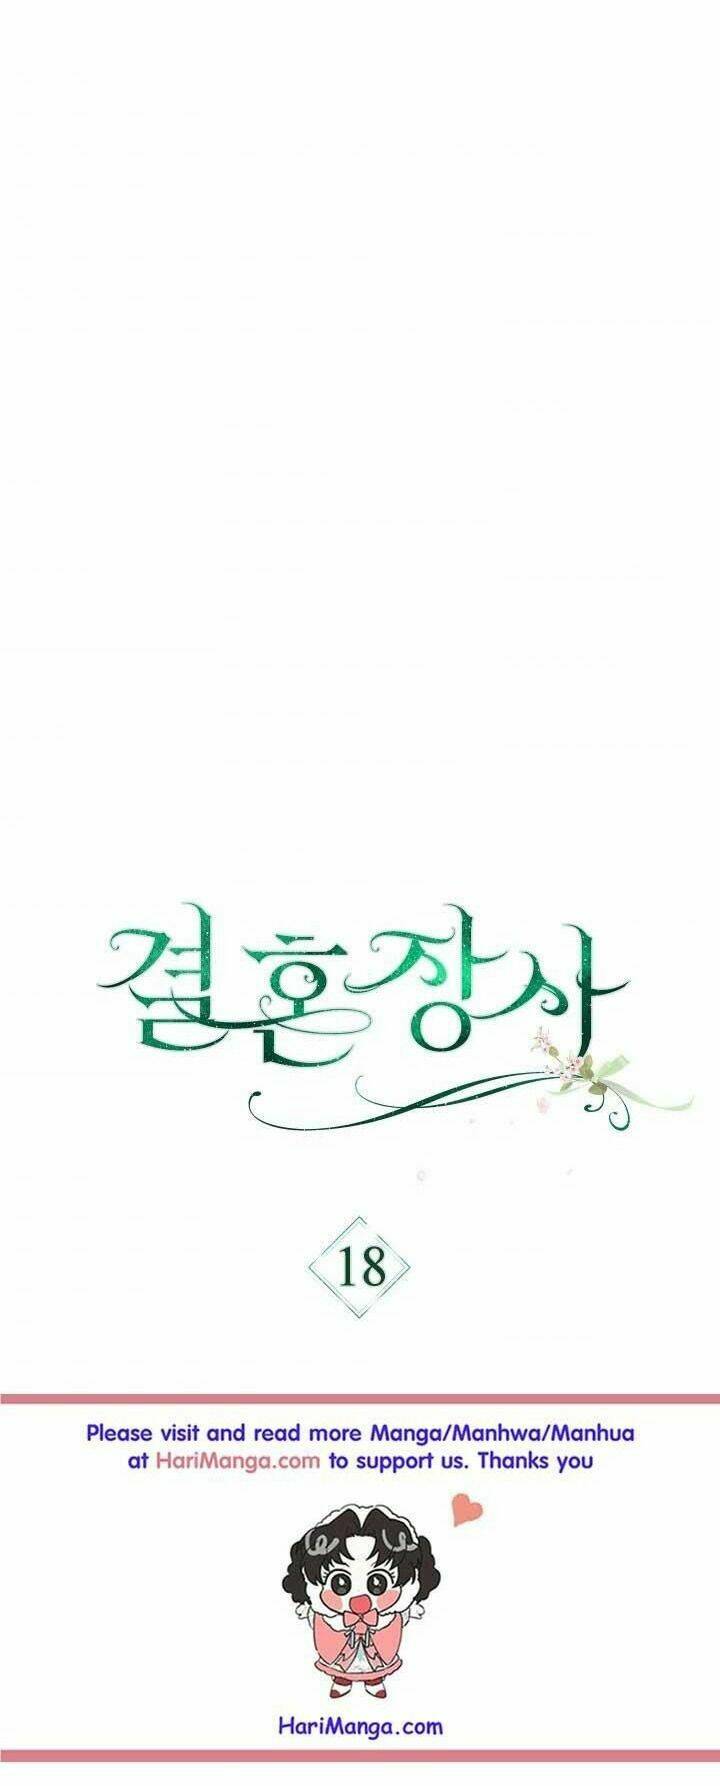 결혼장사
18
Please visit and read more Manga/Manhwa/Manhua
at HariManga.com to support us. Thanks you
HariManga.com